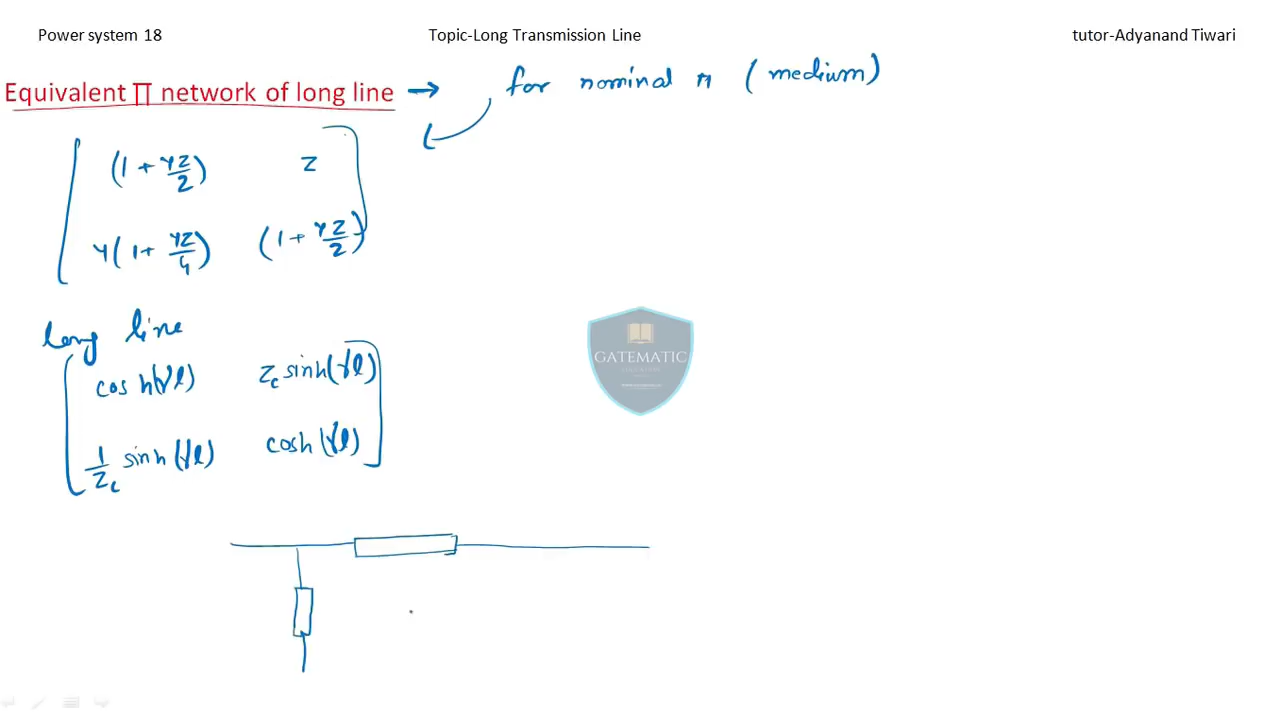 Power system 18 Topic-Long Transmission Line tutor-Adyanand Tiwari
Equivalent ∏ network of long line → for nominal π (medium)
(1 + YZ/2) Z
Y(1 + YZ/4) (1 + YZ/2)
long line
cosh(γl) Zc sinh(γl)
1/Zc sinh(γl) cosh(γl)
GATEMATIC